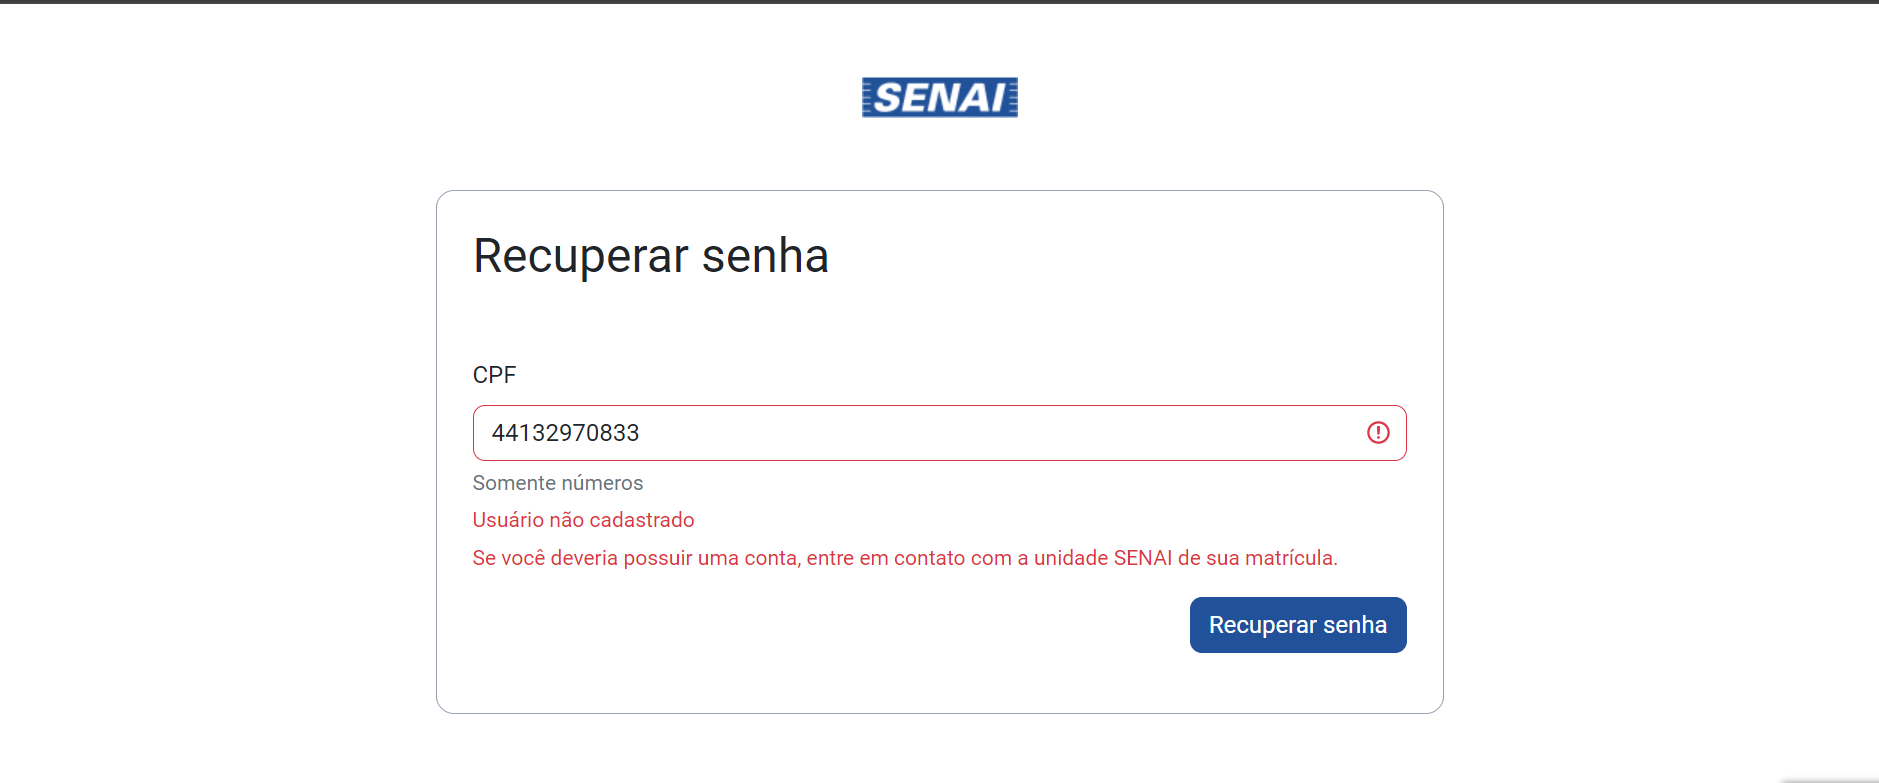 SENAI
Recuperar senha
CPF
44132970833
Somente números
Usuário não cadastrado
Se você deveria possuir uma conta, entre em contato com a unidade SENAI de sua matrícula.
Recuperar senha